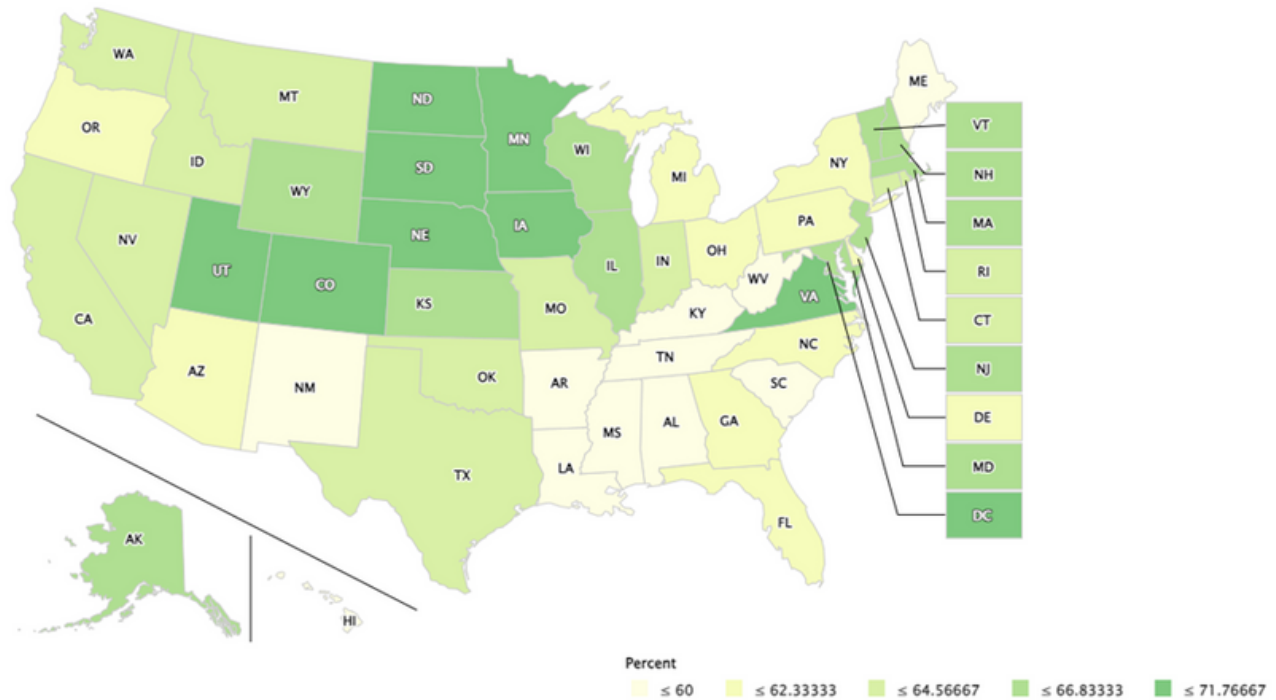 WA
MT
ND
MN
ME
VT
OR
ID
WI
NH
WY
SD
MI
NY
MA
NV
NE
IA
PA
RI
UT
CO
IL
IN
OH
WV
VA
CT
CA
KS
MO
KY
NJ
AZ
NM
OK
AR
TN
NC
SC
DE
TX
LA
MS
AL
GA
MD
FL
DC
AK
HI
Percent
≤ 60 ≤ 62.33333 ≤ 64.56667 ≤ 66.83333 ≤ 71.76667